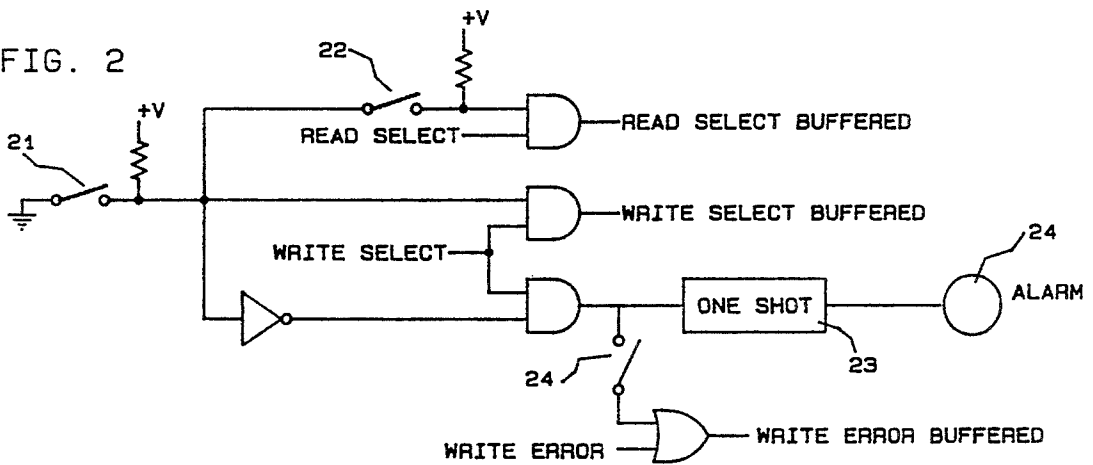 FIG. 2
+V
22
+V
21
READ SELECT
READ SELECT BUFFERED
WRITE SELECT BUFFERED
WRITE SELECT
24
ALARM
ONE SHOT
23
24
WRITE ERROR
WRITE ERROR BUFFERED